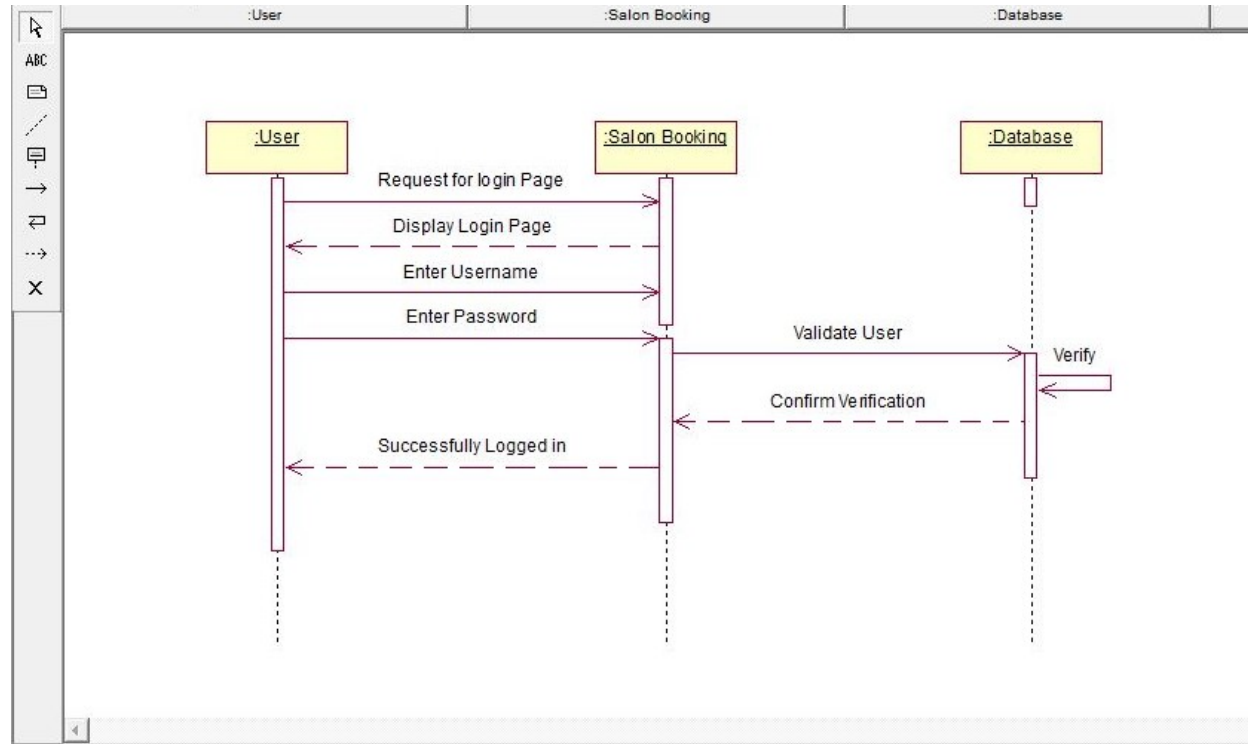 :User
:Salon Booking
:Database
ABC
:User
:Salon Booking
:Database
Request for login Page
Display Login Page
Enter Username
Enter Password
Validate User
Verify
Confirm Verification
Successfully Logged in